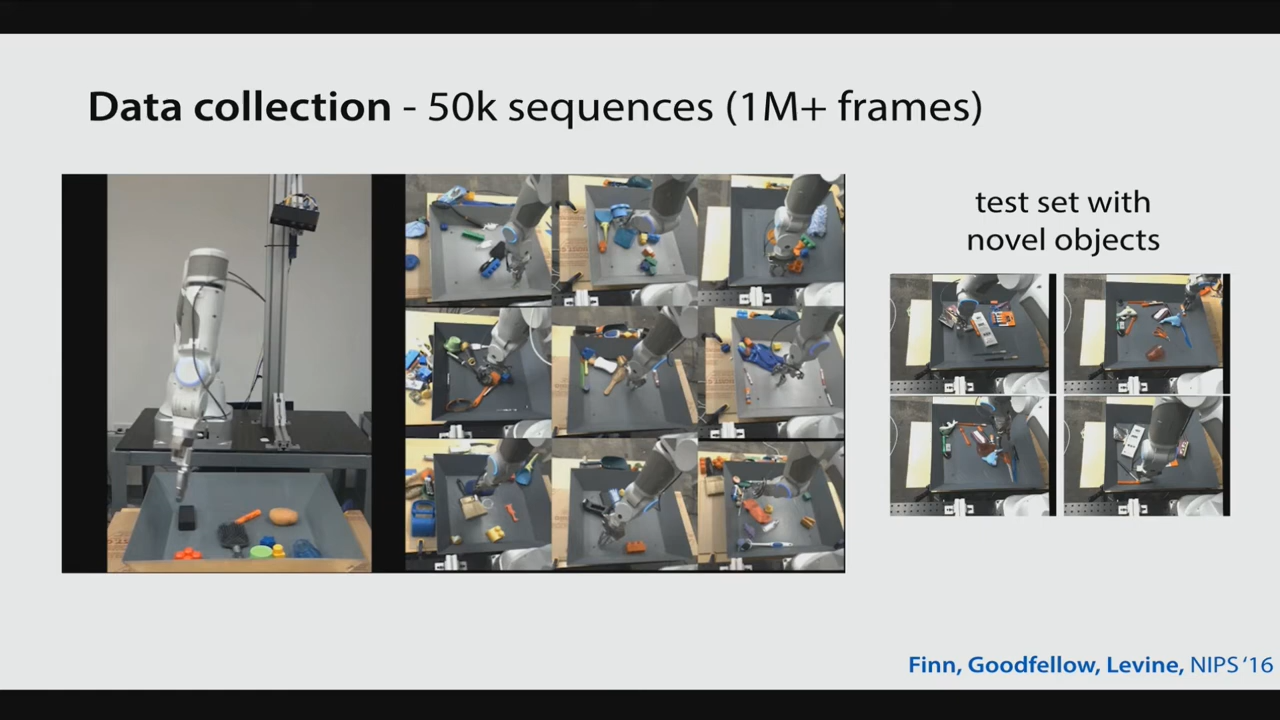 Data collection - 50k sequences (1M+ frames)
test set with
novel objects
Finn, Goodfellow, Levine, NIPS ‘16